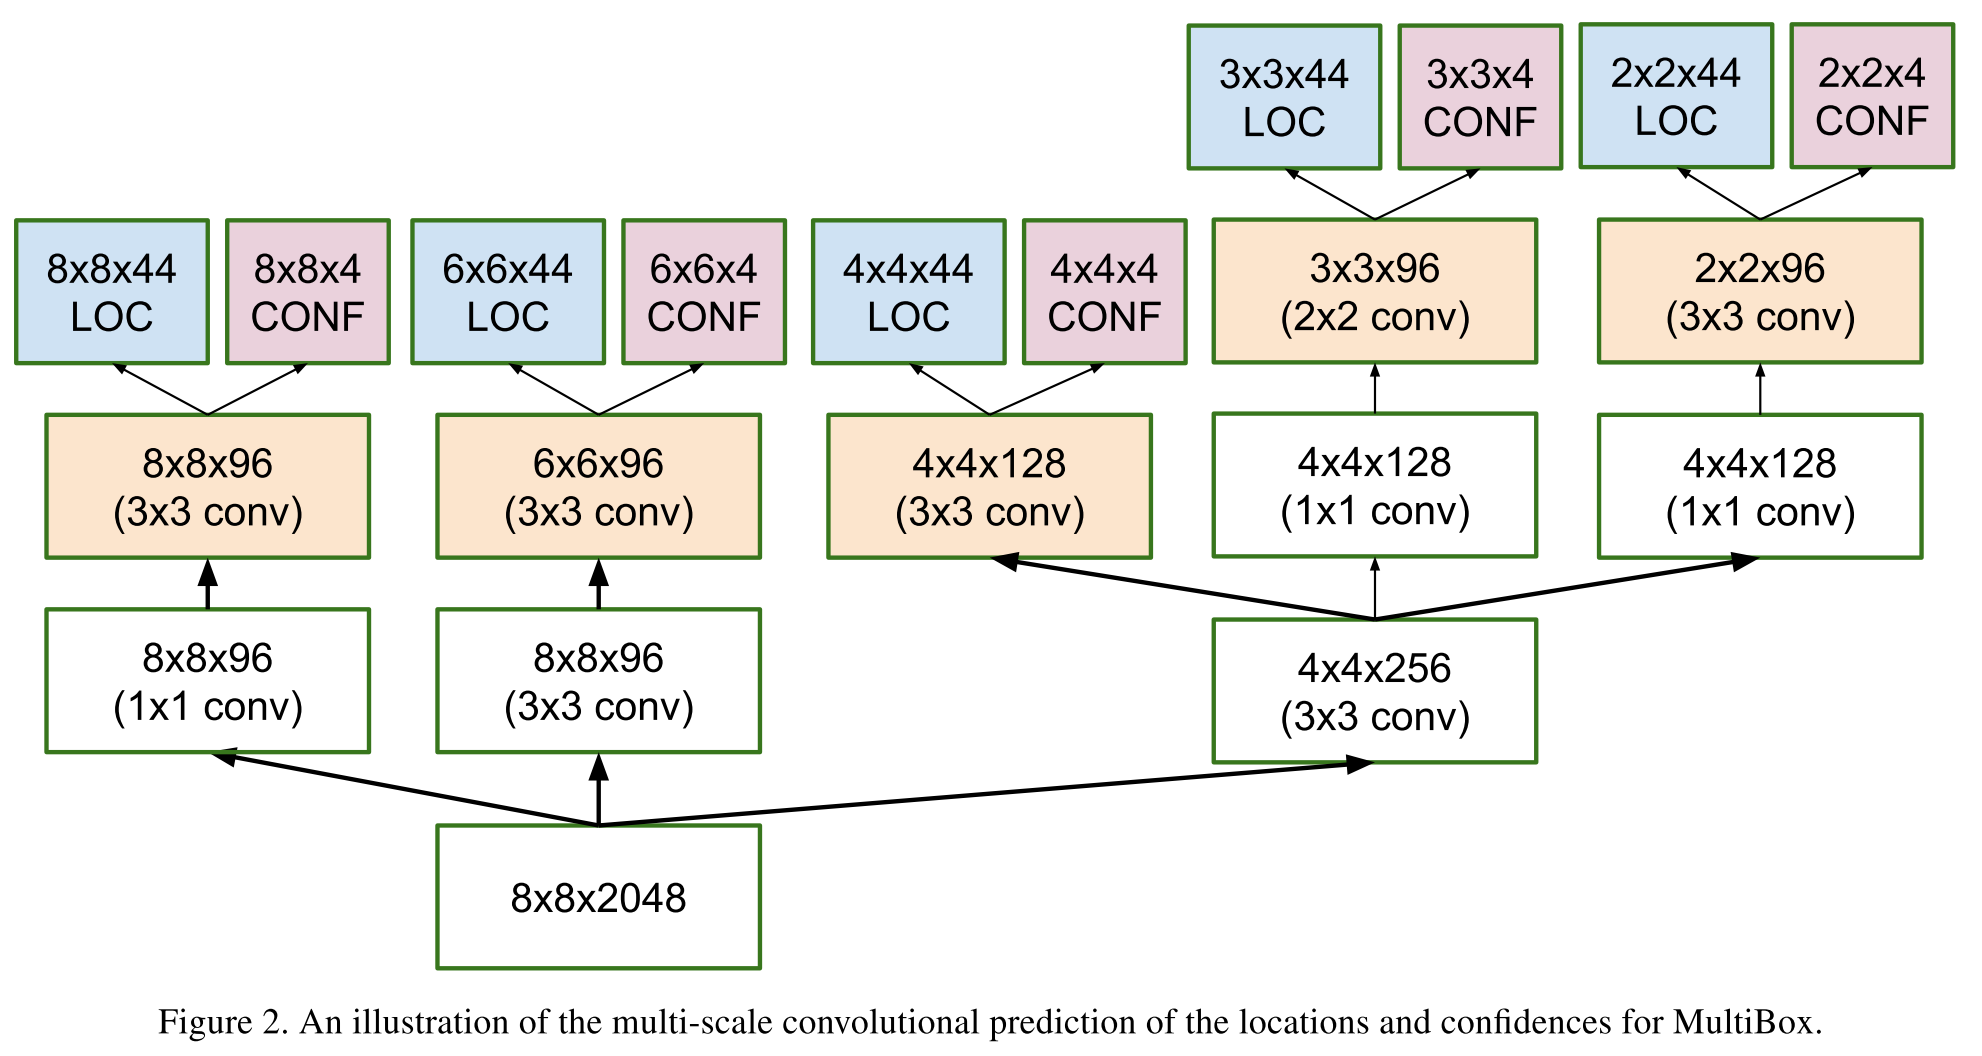 3x3x44
LOC
3x3x4
CONF
2x2x44
LOC
2x2x4
CONF
8x8x44
LOC
8x8x4
CONF
6x6x44
LOC
6x6x4
CONF
4x4x44
LOC
4x4x4
CONF
3x3x96
(2x2 conv)
2x2x96
(3x3 conv)
8x8x96
(3x3 conv)
6x6x96
(3x3 conv)
4x4x128
(3x3 conv)
4x4x128
(1x1 conv)
4x4x128
(1x1 conv)
8x8x96
(1x1 conv)
8x8x96
(3x3 conv)
4x4x256
(3x3 conv)
8x8x2048
Figure 2. An illustration of the multi-scale convolutional prediction of the locations and confidences for MultiBox.